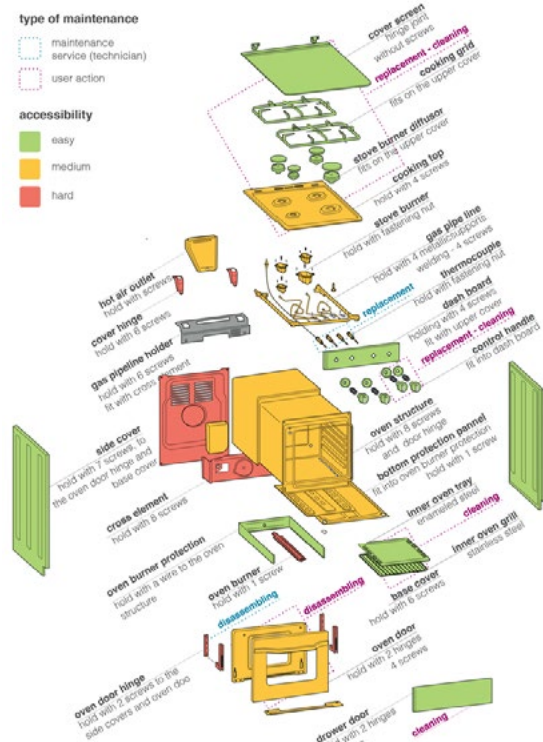 type of maintenance
maintenance
service (technician)
user action
accessibility
easy
medium
hard
cover screen
hinge joint
without screws
replacement - cleaning
cooking grid
fits on the upper cover
stove burner diffusor
fits on the upper cover
cooking top
hold with 4 screws
stove burner
hold with fastening nut
gas pipe line
hold with 4 metallicsupports
welding - 4 screws
thermocouple
hold with fastening nut
replacement
dash board
holding with 4 screws
fit with upper cover
replacement - cleaning
control handle
fit into dash board
hot air outlet
hold with screws
cover hinge
hold with 6 screws
gas pipeline holder
hold with 6 screws
fit with cross element
side cover
hold with 7 screws, to
the oven door hinge and
base cover
oven structure
hold with 8 screws
and door hinge
bottom protection pannel
fit into oven burner protection
hold with 1 screw
cross element
hold with 8 screws
inner oven tray
enameled steel
cleaning
inner oven grill
stainless steel
oven burner protection
hold with a wire to the oven
structure
oven burner
hold with 1 screw
base cover
hold with 6 screws
disassembling
disassembling
oven door
hold with 2 hinges
4 screws
oven door hinge
hold with 2 screws to the
side covers and oven doo
drower door
hold with 2 hinges
cleaning